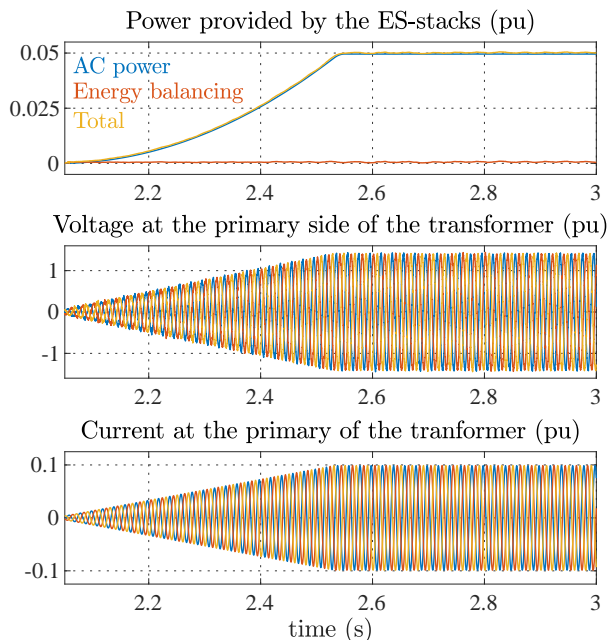 Power provided by the ES-stacks (pu)
0.05
AC power
Energy balancing
0.025
Total
0
2.2 2.4 2.6 2.8 3
Voltage at the primary side of the transformer (pu)
1
0
-1
2.2 2.4 2.6 2.8 3
Current at the primary of the tranformer (pu)
0.1
0
-0.1
2.2 2.4 2.6 2.8 3
time (s)